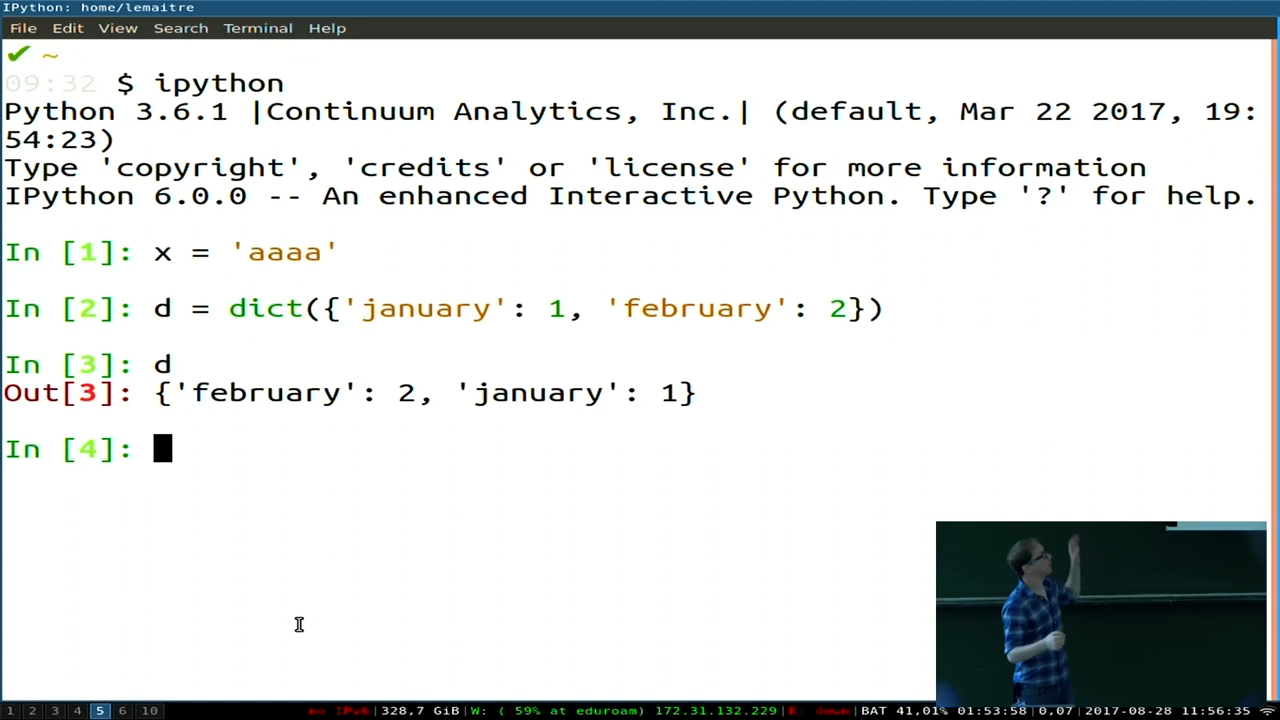 IPython: home/lemaitre
File Edit View Search Terminal Help
✔ ~
09:32 $ ipython
Python 3.6.1 |Continuum Analytics, Inc.| (default, Mar 22 2017, 19:
54:23)
Type 'copyright', 'credits' or 'license' for more information
IPython 6.0.0 -- An enhanced Interactive Python. Type '?' for help.
In [1]: x = 'aaaa'
In [2]: d = dict({'january': 1, 'february': 2})
In [3]: d
Out[3]: {'february': 2, 'january': 1}
In [4]:
1 2 3 4 5 6 10 no IPv6|328,7 GiB|W: ( 59% at eduroam) 172.31.132.229|E: down|BAT 41,01% 01:53:58|0,07|2017-08-28 11:56:35